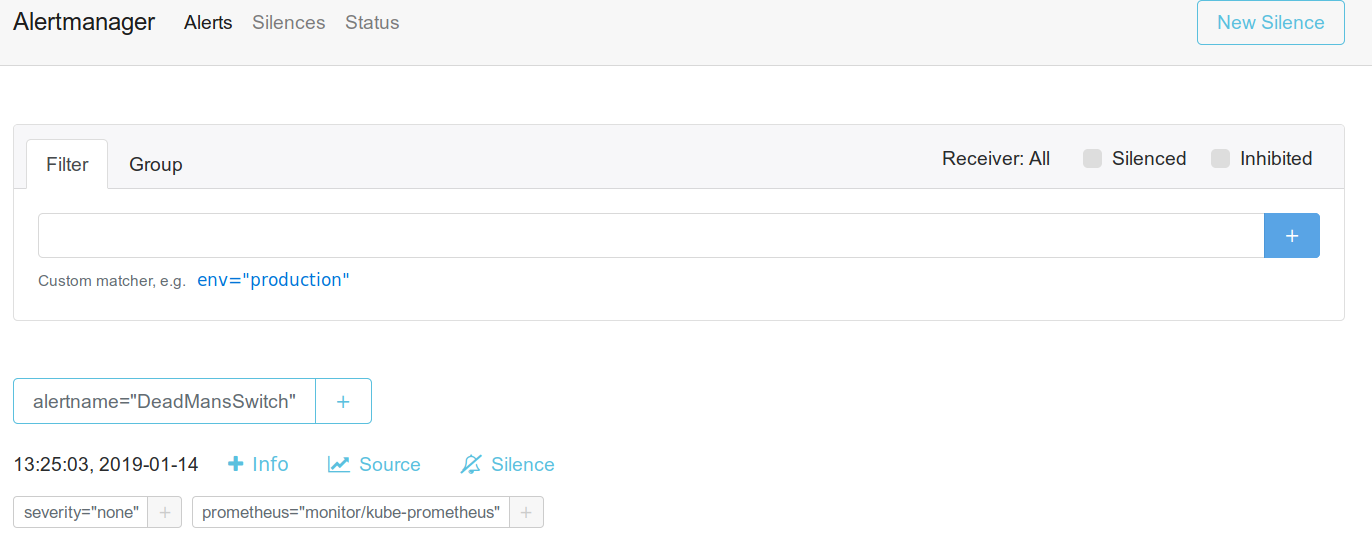 Alertmanager Alerts Silences Status New Silence
Filter Group Receiver: All Silenced Inhibited
+
Custom matcher, e.g. env="production"
alertname="DeadMansSwitch" +
13:25:03, 2019-01-14 + Info Source Silence
severity="none" + prometheus="monitor/kube-prometheus" +